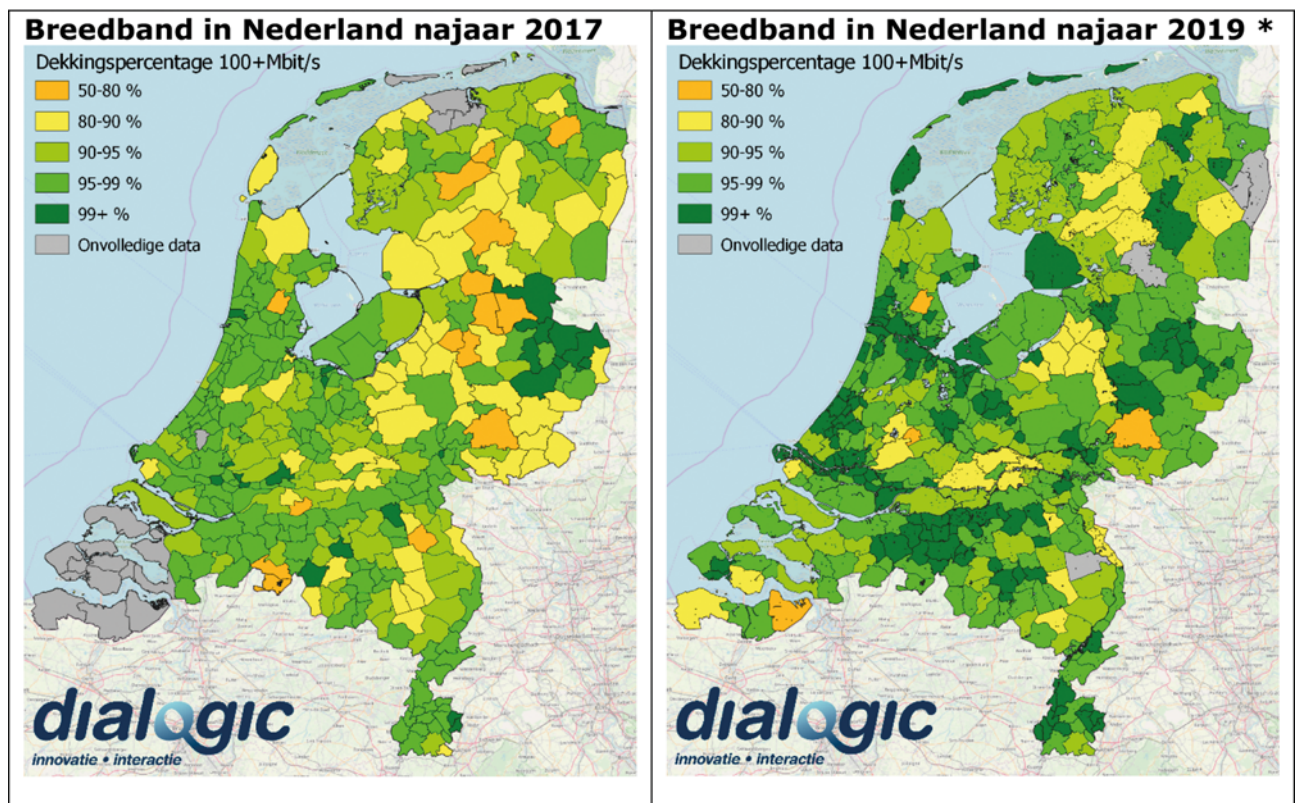 Breedband in Nederland najaar 2017
Dekkingspercentage 100+Mbit/s
50-80 %
80-90 %
90-95 %
95-99 %
99+ %
Onvolledige data
dialogic
innovatie • interactie
Breedband in Nederland najaar 2019 *
Dekkingspercentage 100+Mbit/s
50-80 %
80-90 %
90-95 %
95-99 %
99+ %
Onvolledige data
dialogic
innovatie • interactie